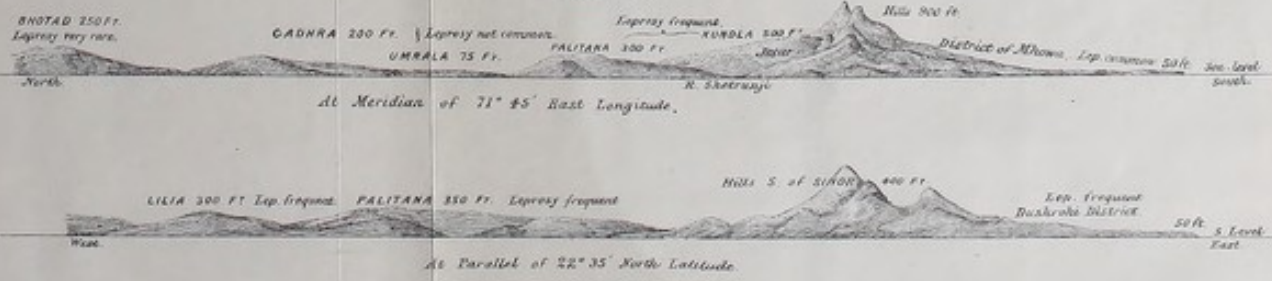 BHOTAD 250 FT.
Leprosy very rare.
GADHRA 200 FT. Leprosy not common.
UMRALA 75 FT.
PALITANA 300 FT.
Leprosy frequent.
KUNDLA 500 FT.
Hills 900 ft.
District of Mhowa, Lep. common 50 ft.
Sea level
North
R. Shetrunji
South.
At Meridian of 71° 45' East Longitude.
LILIA 300 FT Lep. frequent. PALITANA 350 FT. Leprosy frequent
Hills S. of SIHOR 400 FT.
Lep. frequent
District
50 ft.
S. Level
West.
East
At Parallel of 22° 35' North Latitude.